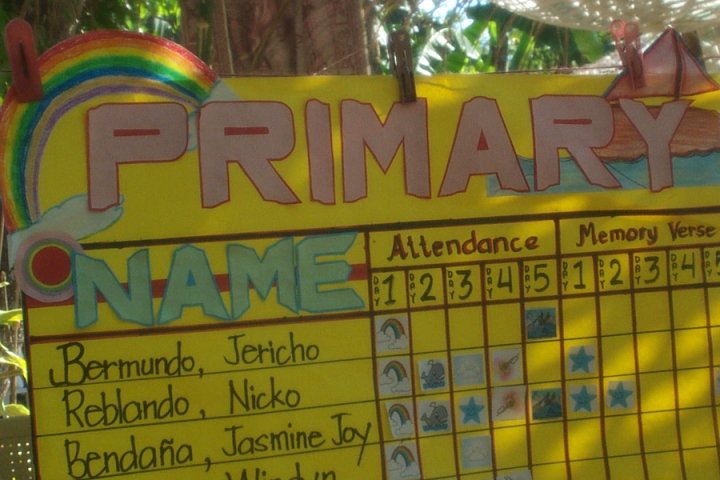 PRIMARY
NAME
Attendance
Memory Verse
DAY 1 DAY 2 DAY 3 DAY 4 DAY 5 DAY 1 DAY 2 DAY 3 DAY 4 DAY
Bermundo, Jericho
Reblando, Nicko
Bendaña, Jasmine Joy